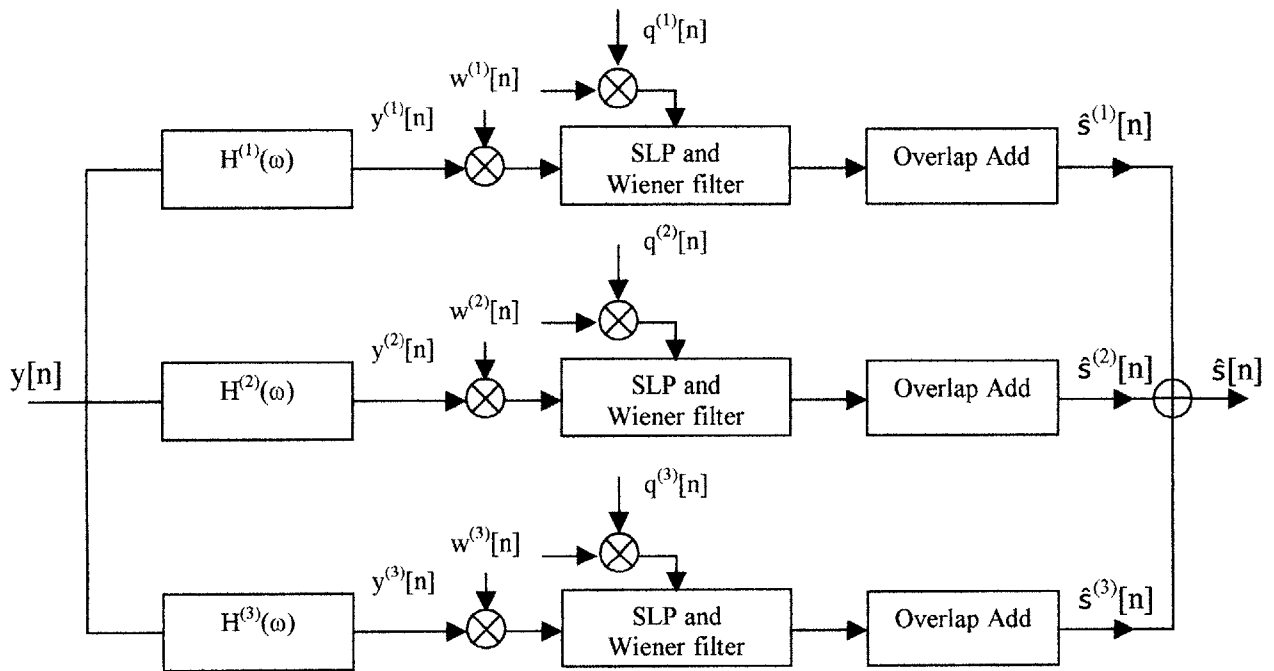 q⁽¹⁾[n]
w⁽¹⁾[n]
y⁽¹⁾[n]
H⁽¹⁾(ω)
SLP and
Wiener filter
Overlap Add
ŝ⁽¹⁾[n]
q⁽²⁾[n]
w⁽²⁾[n]
y[n]
H⁽²⁾(ω)
y⁽²⁾[n]
SLP and
Wiener filter
Overlap Add
ŝ⁽²⁾[n]
ŝ[n]
q⁽³⁾[n]
w⁽³⁾[n]
y⁽³⁾[n]
H⁽³⁾(ω)
SLP and
Wiener filter
Overlap Add
ŝ⁽³⁾[n]